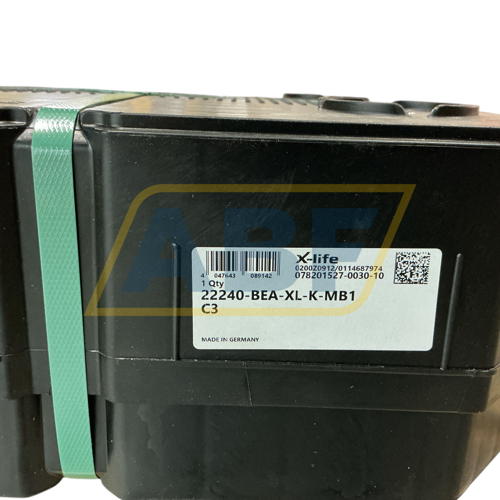 X-life
0200Z0912/0114687974
4 047643 089142 078201527-0030-10
1 Qty
22240-BEA-XL-K-MB1
C3
MADE IN GERMANY
ABF